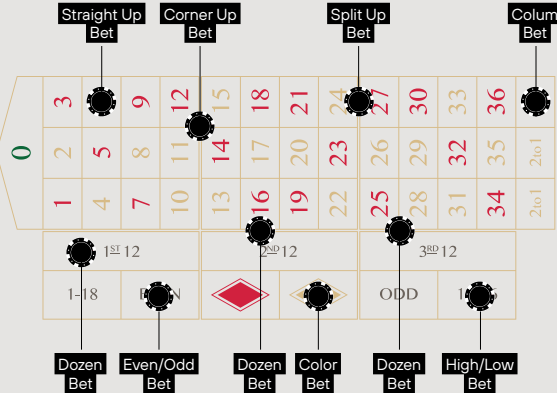 Straight Up
Bet
Corner Up
Bet
Split Up
Bet
Colum
Bet
0
3 9 12 15 18 21 24 27 30 33 36
2 5 8 11 14 17 20 23 26 29 32 35 2to1
1 4 7 10 13 16 19 22 25 28 31 34 2to1
1ST 12
2ND 12
3RD 12
1-18
ODD
Dozen
Bet
Even/Odd
Bet
Dozen
Bet
Color
Bet
Dozen
Bet
High/Low
Bet